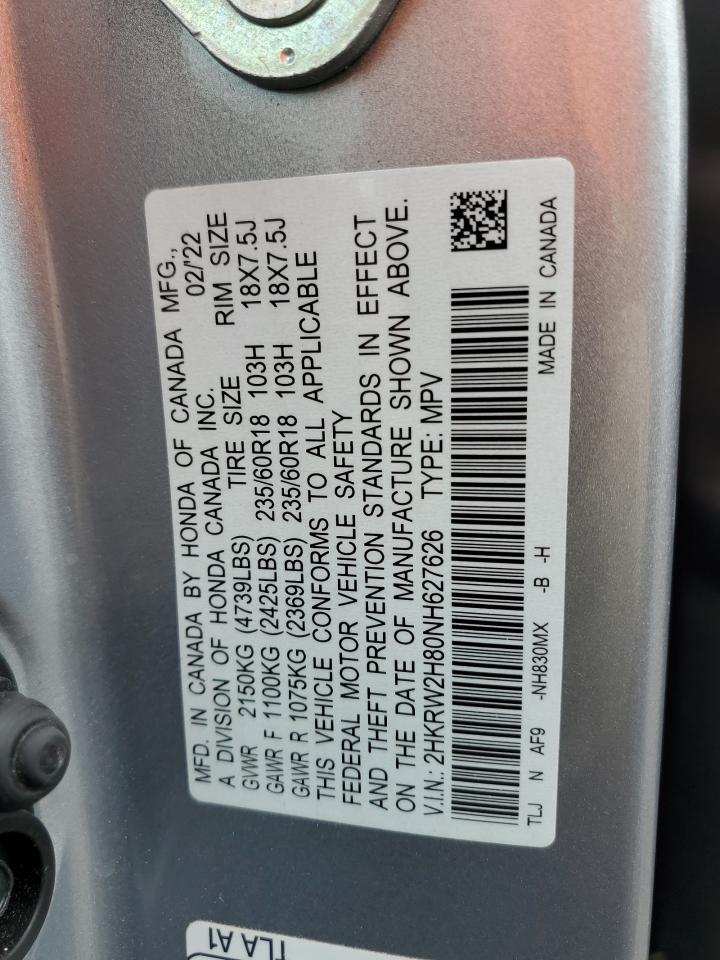 MFD. IN CANADA BY HONDA OF CANADA MFG.,
A DIVISION OF HONDA CANADA INC. 02/'22
GVWR 2150KG (4739LBS) TIRE SIZE RIM SIZE
GAWR F 1100KG (2425LBS) 235/60R18 103H 18X7.5J
GAWR R 1075KG (2369LBS) 235/60R18 103H 18X7.5J
THIS VEHICLE CONFORMS TO ALL APPLICABLE
FEDERAL MOTOR VEHICLE SAFETY
AND THEFT PREVENTION STANDARDS IN EFFECT
ON THE DATE OF MANUFACTURE SHOWN ABOVE.
V.I.N.: 2HKRW2H80NH627626 TYPE: MPV
TLJ N AF9 -NH830MX -B -H MADE IN CANADA
TLA A1